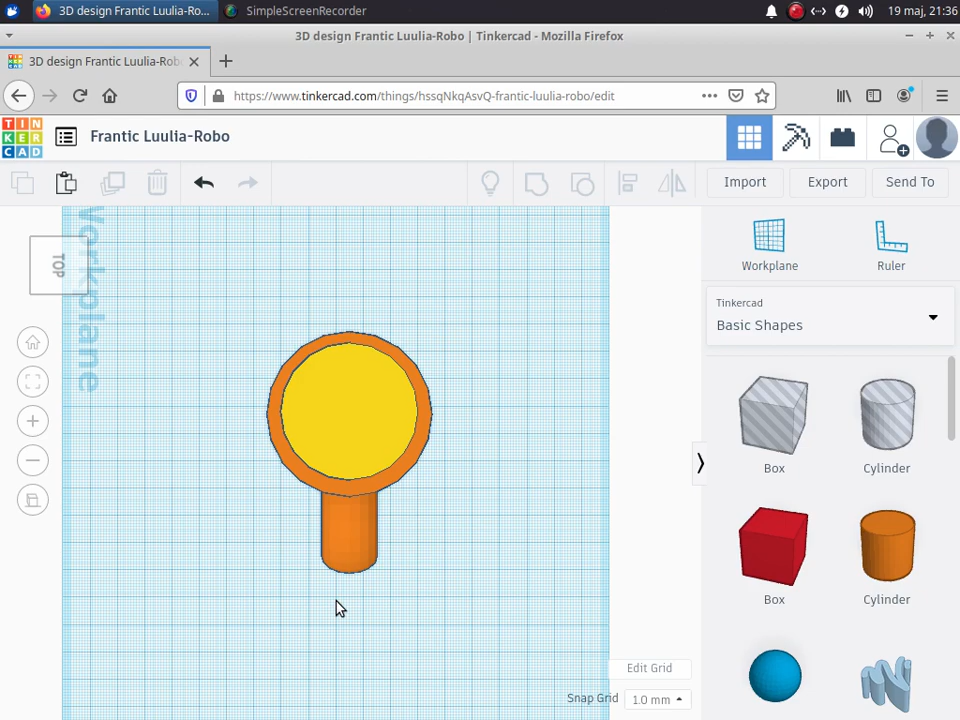 3D design Frantic Luulia-Ro...
SimpleScreenRecorder
19 maj, 21:36
3D design Frantic Luulia-Robo | Tinkercad - Mozilla Firefox
3D design Frantic Luulia-Rob
https://www.tinkercad.com/things/hssqNkqAsvQ-frantic-luulia-robo/edit
TIN
KER
CAD
Frantic Luulia-Robo
Import
Export
Send To
Workplane
TOP
Workplane
Ruler
Tinkercad
Basic Shapes
Box
Cylinder
Box
Cylinder
Edit Grid
Snap Grid
1.0 mm